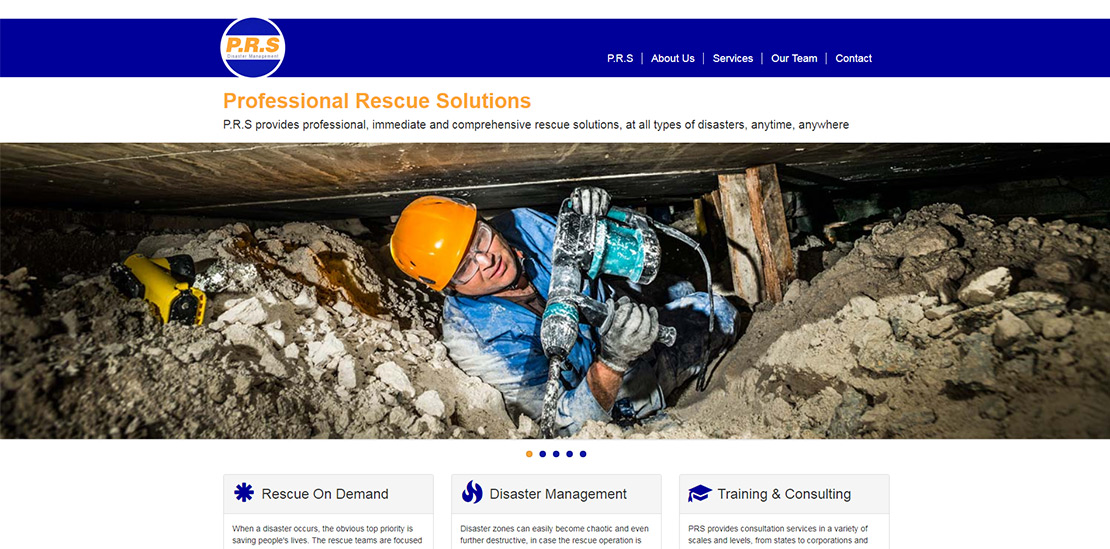 P.R.S
Disaster Management
P.R.S | About Us | Services | Our Team | Contact
Professional Rescue Solutions
P.R.S provides professional, immediate and comprehensive rescue solutions, at all types of disasters, anytime, anywhere
Rescue On Demand
When a disaster occurs, the obvious top priority is
saving people's lives. The rescue teams are focused
Disaster Management
Disaster zones can easily become chaotic and even
further destructive, in case the rescue operation is
Training & Consulting
PRS provides consultation services in a variety of
scales and levels, from states to corporations and